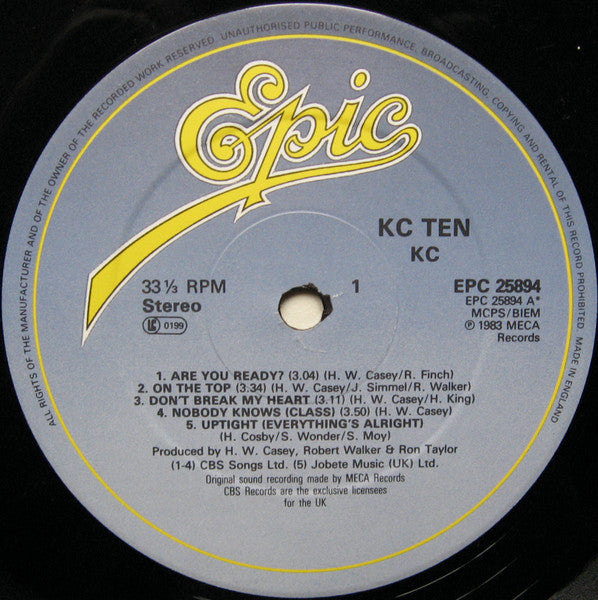 ALL RIGHTS OF THE MANUFACTURER AND OF THE OWNER OF THE RECORDED WORK RESERVED. UNAUTHORISED PUBLIC PERFORMANCE, BROADCASTING, COPYING AND RENTAL OF THIS RECORD PROHIBITED. MADE IN ENGLAND
Epic
KC TEN
KC
33⅓ RPM
Stereo
LC 0199
1
EPC 25894
EPC 25894 A*
MCPS/BIEM
℗ 1983 MECA
Records
1. ARE YOU READY? (3.04) (H. W. Casey/R. Finch)
2. ON THE TOP (3:34) (H. W. Casey/J. Simmel/R. Walker)
3. DON'T BREAK MY HEART (3.11) (H. W. Casey/H. King)
4. NOBODY KNOWS (CLASS) (3.50) (H. W. Casey)
5. UPTIGHT (EVERYTHING'S ALRIGHT)
(H. Cosby/S. Wonder/S. Moy)
Produced by H. W. Casey, Robert Walker & Ron Taylor
(1-4) CBS Songs Ltd. (5) Jobete Music (UK) Ltd.
Original sound recording made by MECA Records
CBS Records are the exclusive licensees
for the UK